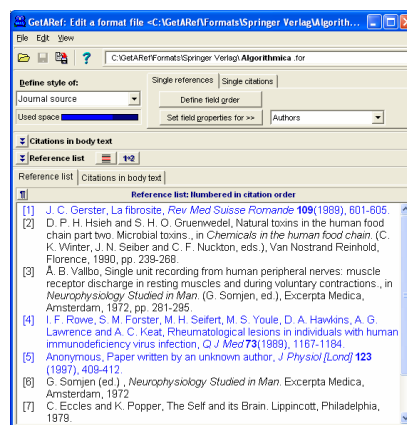 GetARef: Edit a format file <C:\GetARef\Formats\Springer Verlag\Algorith...
File Edit View
C:\GetARef\Formats\Springer Verlag\ Algorithmica .for
Define style of:
Journal source
Used space
Single references Single citations
Define field order
Set field properties for >> Authors
Citations in body text
Reference list 1•2
Reference list Citations in body text
¶ Reference list: Numbered in citation order
[1] J. C. Gerster, La fibrosite, Rev Med Suisse Romande 109(1989), 601-605.
[2] D. P. H. Hsieh and S. H. O. Gruenwedel, Natural toxins in the human food
chain part two. Microbial toxins., in Chemicals in the human food chain. (C.
K. Winter, J. N. Seiber and C. F. Nuckton, eds.), Van Nostrand Reinhold,
Florence, 1990, pp. 239-268.
[3] Å. B. Vallbo, Single unit recording from human peripheral nerves: muscle
receptor discharge in resting muscles and during voluntary contractions., in
Neurophysiology Studied in Man. (G. Somjen, ed.), Excerpta Medica,
Amsterdam, 1972, pp. 281-295.
[4] I. F. Rowe, S. M. Forster, M. H. Seifert, M. S. Youle, D. A. Hawkins, A. G.
Lawrence and A. C. Keat, Rheumatological lesions in individuals with human
immunodeficiency virus infection, Q J Med 73(1989), 1167-1184.
[5] Anonymous, Paper written by an unknown author, J Physiol [Lond] 123
(1997), 409-412.
[6] G. Somjen (ed.) , Neurophysiology Studied in Man. Excerpta Medica,
Amsterdam, 1972
[7] C. Eccles and K. Popper, The Self and its Brain. Lippincott, Philadelphia,
1979.